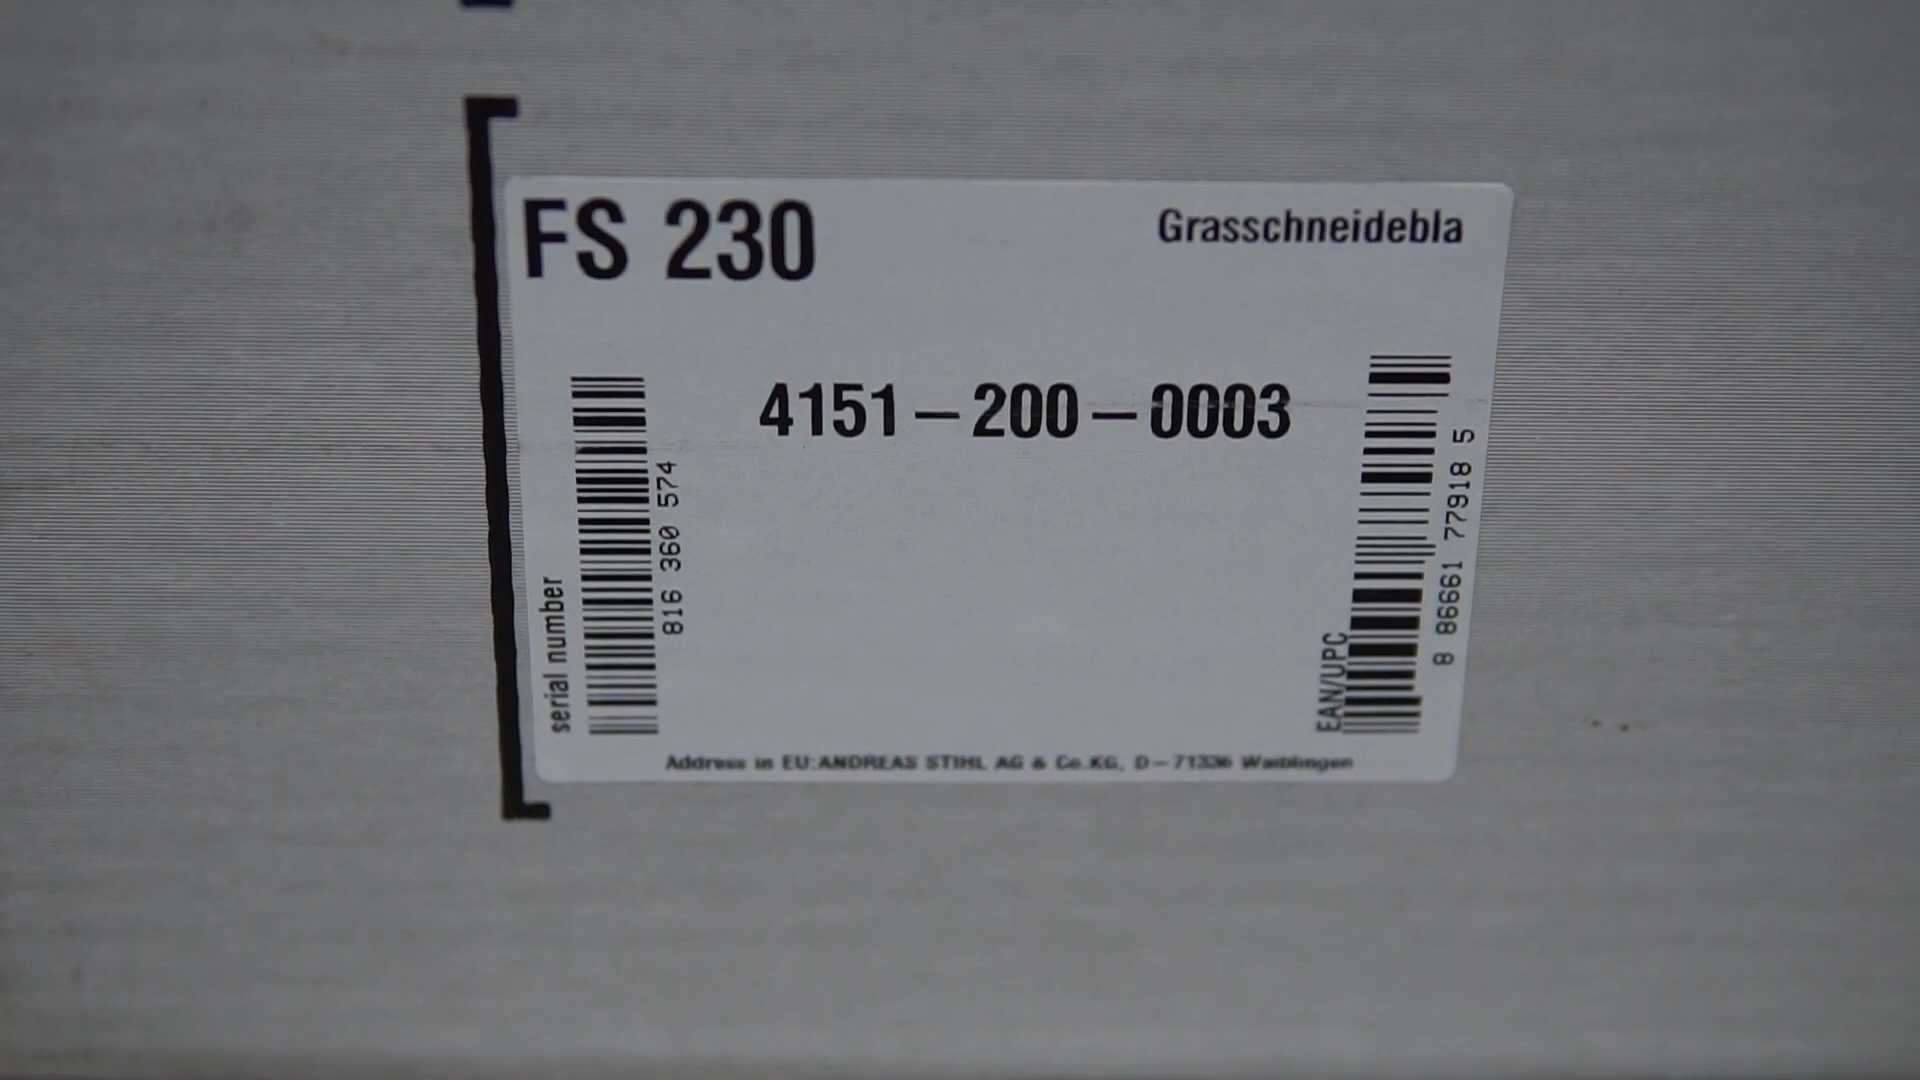 FS 230
Grasschneidebla
4151-200-0003
serial number
816 360 574
EAN/UPC
8 86661 77918 5
Address in EU:ANDREAS STIHL AG & Co.KG, D-71336 Waiblingen